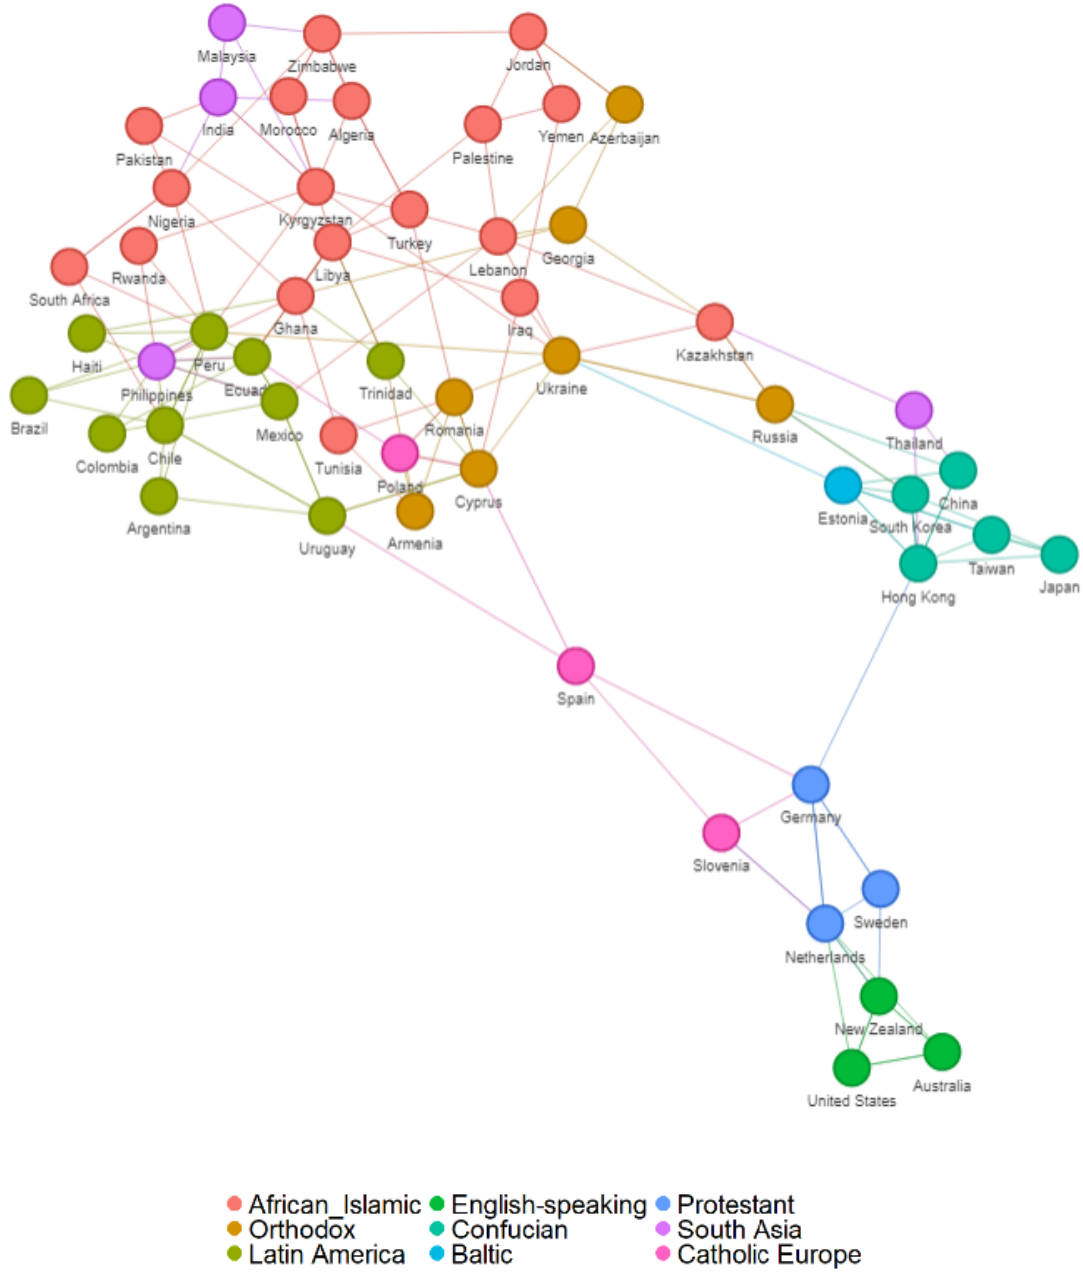 Malaysia
Zimbabwe
Jordan
India
Morocco
Algeria
Yemen
Azerbaijan
Pakistan
Palestine
Nigeria
Kyrgyzstan
Turkey
Rwanda
Libya
Lebanon
Georgia
South Africa
Ghana
Iraq
Kazakhstan
Haiti
Peru
Ecuad
Philippines
Trinidad
Ukraine
Brazil
Mexico
Romania
Russia
Thailand
Colombia
Chile
Tunisia
Poland
Cyprus
Estonia
South Korea
China
Argentina
Uruguay
Armenia
Taiwan
Japan
Hong Kong
Spain
Germany
Slovenia
Sweden
Netherlands
New Zealand
Australia
United States
African_Islamic English-speaking Protestant
Orthodox Confucian South Asia
Latin America Baltic Catholic Europe